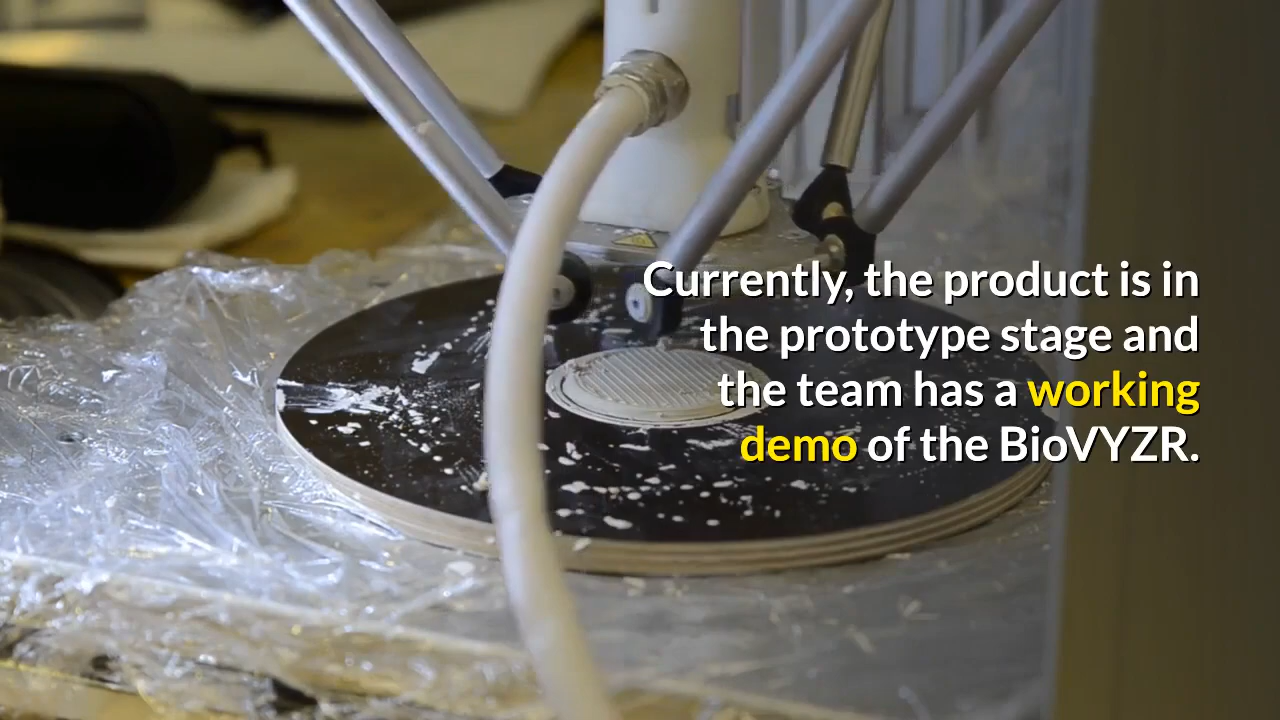 Currently, the product is in
the prototype stage and
the team has a working
demo of the BioVYZR.